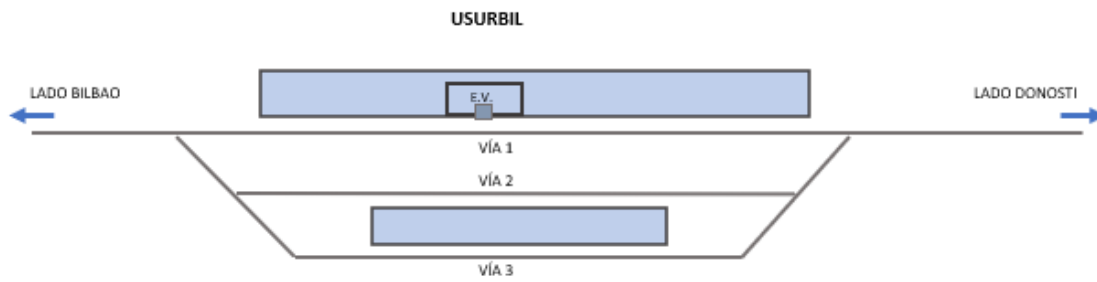 USURBIL
LADO BILBAO
E.V.
LADO DONOSTI
VÍA 1
VÍA 2
VÍA 3